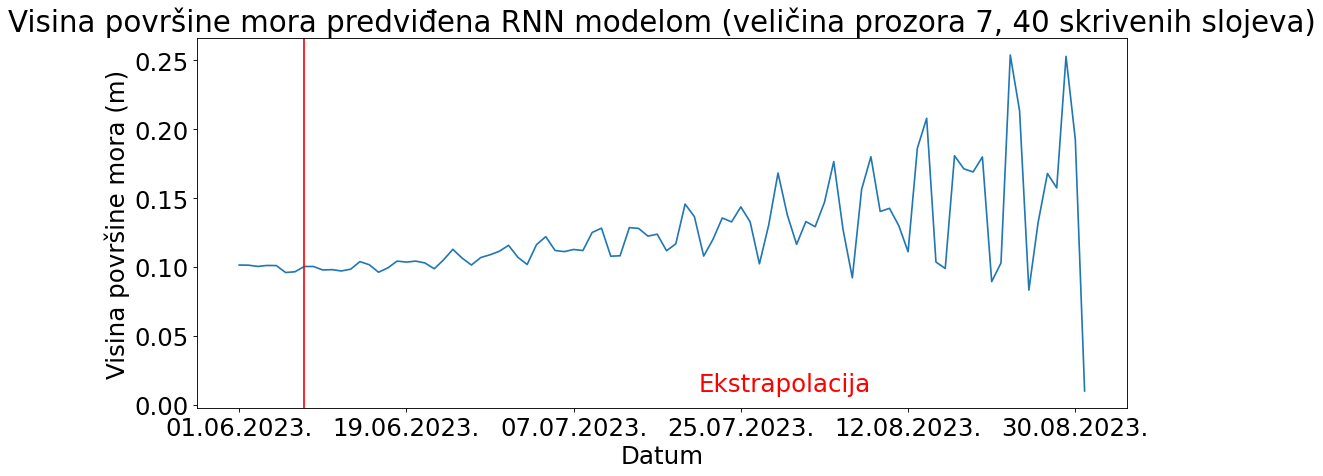 Visina površine mora predviđena RNN modelom (veličina prozora 7, 40 skrivenih slojeva)
Visina površine mora (m)
0.25
0.20
0.15
0.10
0.05
0.00
Ekstrapolacija
01.06.2023. 19.06.2023. 07.07.2023. 25.07.2023. 12.08.2023. 30.08.2023.
Datum